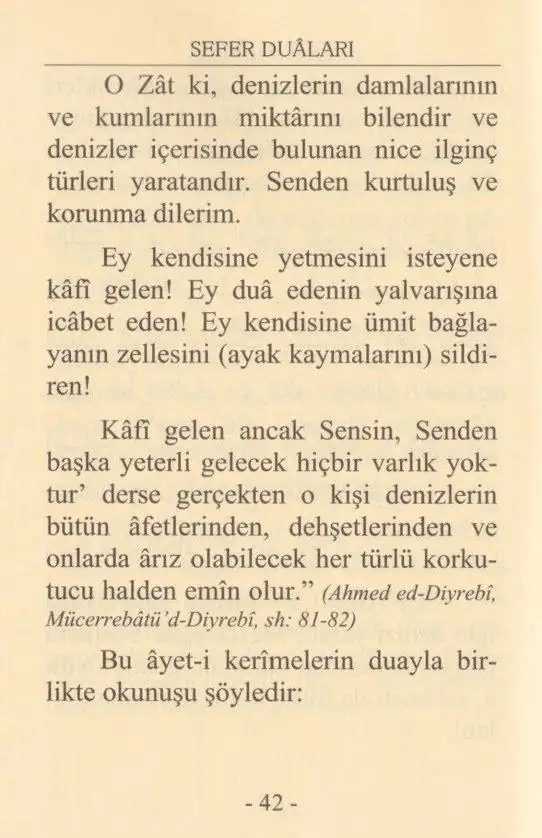 SEFER DUÂLARI
O Zât ki, denizlerin damlalarının
ve kumlarının miktârını bilendir ve
denizler içerisinde bulunan nice ilginç
türleri yaratandır. Senden kurtuluş ve
korunma dilerim.
Ey kendisine yetmesini isteyene
kâfî gelen! Ey duâ edenin yalvarışına
icâbet eden! Ey kendisine ümit bağla-
yanın zellesini (ayak kaymalarını) sildi-
ren!
Kâfî gelen ancak Sensin, Senden
başka yeterli gelecek hiçbir varlık yok-
tur’ derse gerçekten o kişi denizlerin
bütün âfetlerinden, dehşetlerinden ve
onlarda ârız olabilecek her türlü korku-
tucu halden emîn olur.” (Ahmed ed-Diyrebî,
Mücerrebâtü’d-Diyrebî, sh: 81-82)
Bu âyet-i kerîmelerin duayla bir-
likte okunuşu şöyledir:
- 42 -